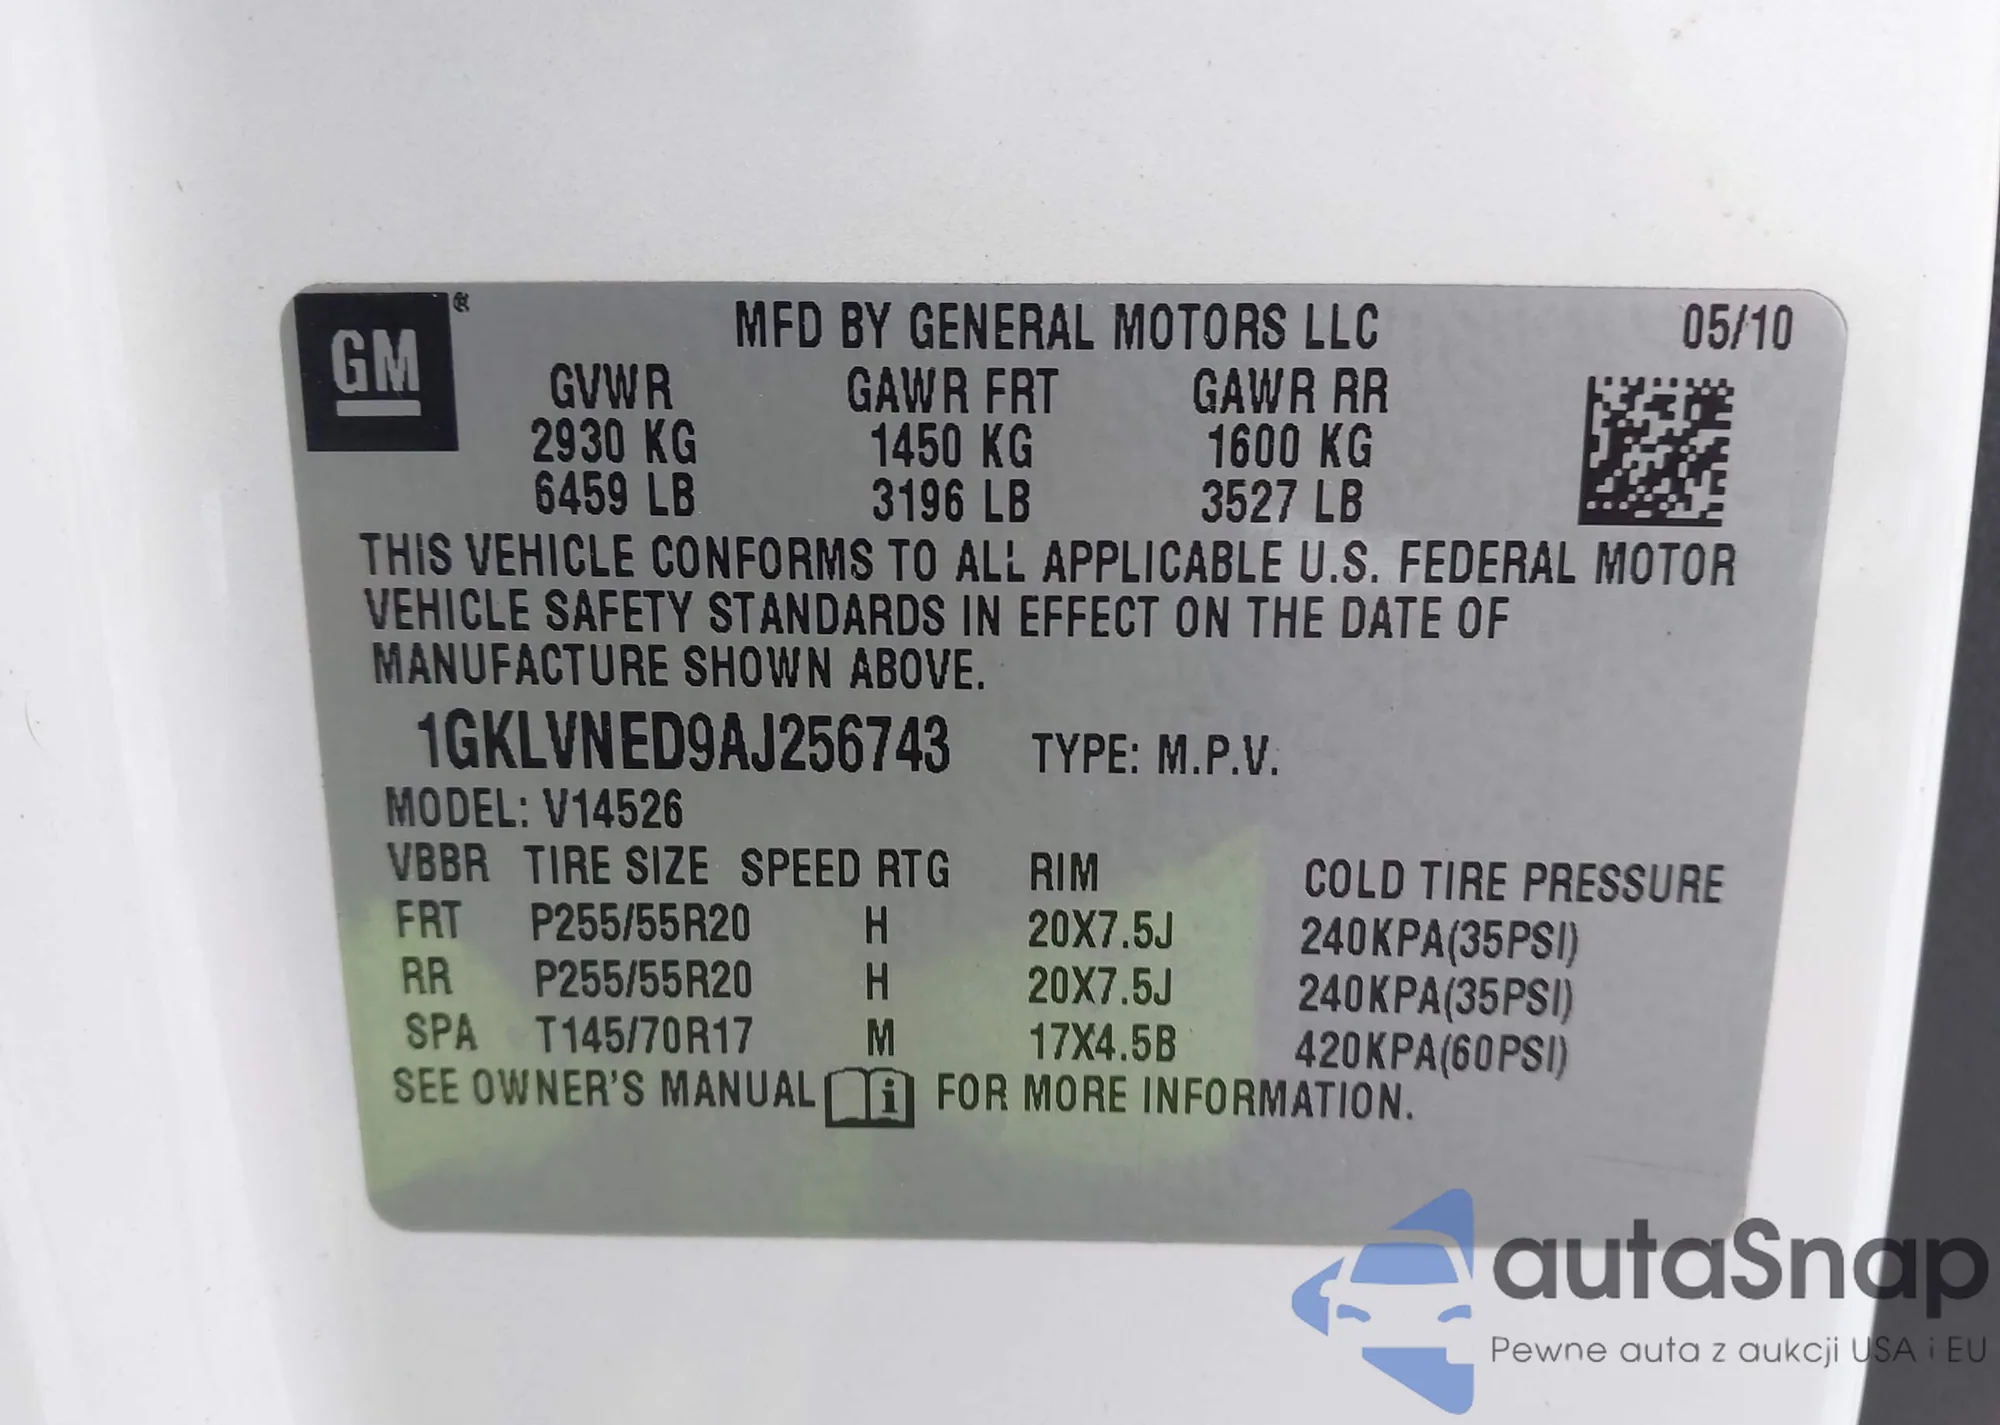 GM ®
MFD BY GENERAL MOTORS LLC 05/10
GVWR GAWR FRT GAWR RR
2930 KG 1450 KG 1600 KG
6459 LB 3196 LB 3527 LB
THIS VEHICLE CONFORMS TO ALL APPLICABLE U.S. FEDERAL MOTOR
VEHICLE SAFETY STANDARDS IN EFFECT ON THE DATE OF
MANUFACTURE SHOWN ABOVE.
1GKLVNED9AJ256743 TYPE: M.P.V.
MODEL: V14526
VBBR TIRE SIZE SPEED RTG RIM COLD TIRE PRESSURE
FRT P255/55R20 H 20X7.5J 240KPA(35PSI)
RR P255/55R20 H 20X7.5J 240KPA(35PSI)
SPA T145/70R17 M 17X4.5B 420KPA(60PSI)
SEE OWNER'S MANUAL i FOR MORE INFORMATION.
autaSnap
Pewne auta z aukcji USA i EU